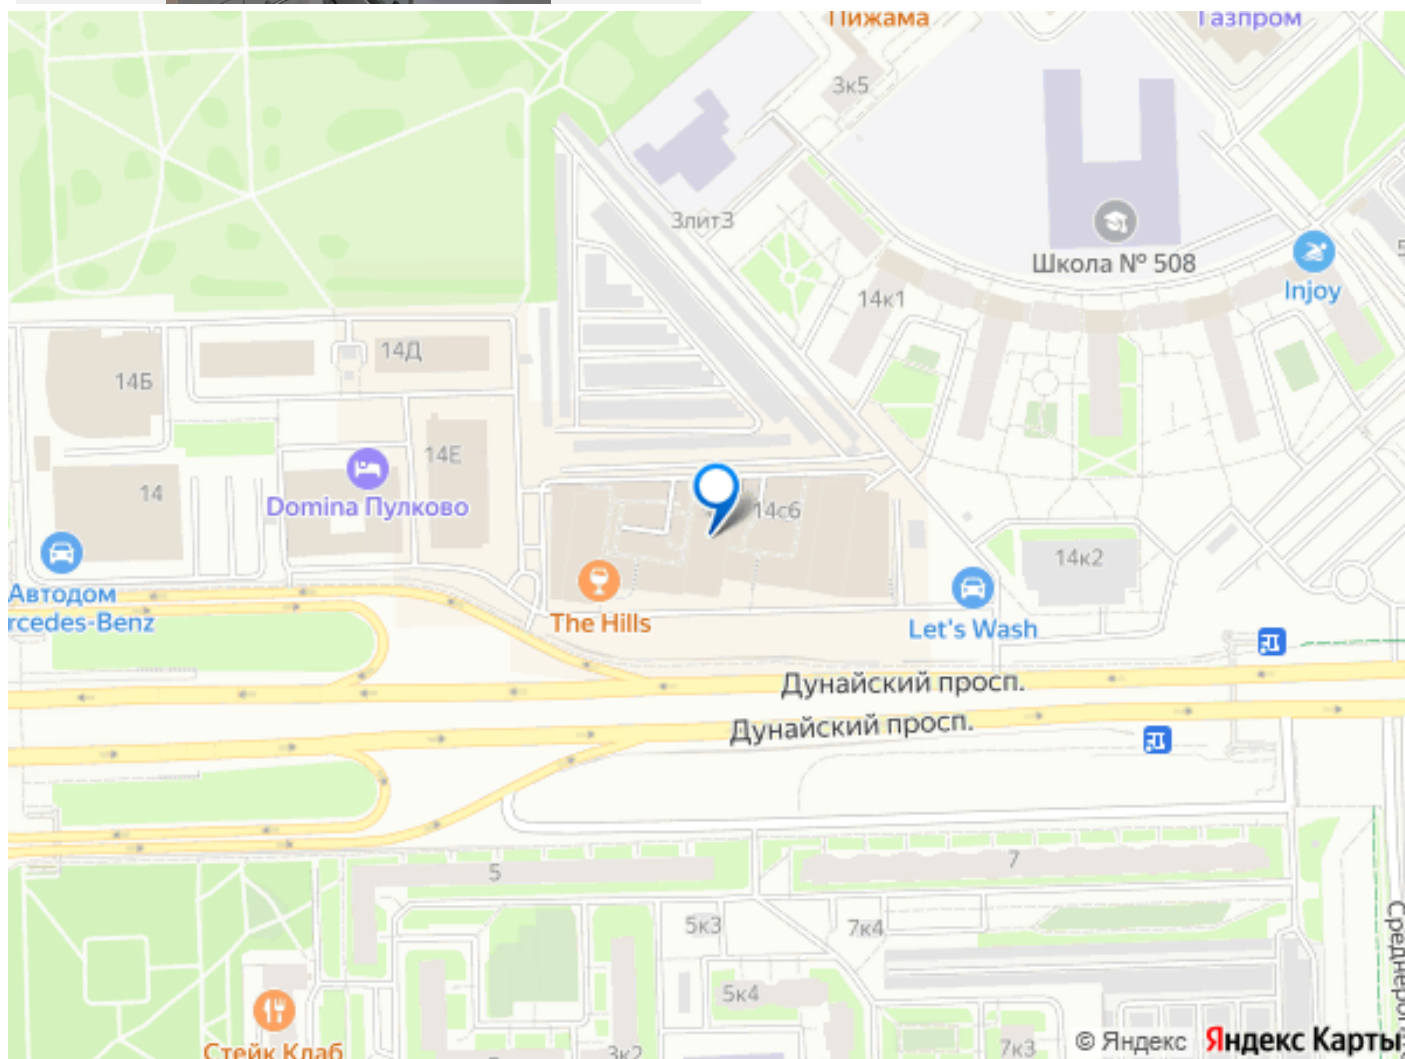 Пижама
Газпром
3к5
3лит3
Школа № 508
Injoy
14к1
14Д
14Б
14Е
14
Domina Пулково
14с6
14к2
Автодом
rcedes-Benz
The Hills
Let's Wash
Дунайский просп.
Дунайский просп.
5
7
5к3
7к4
5к4
Стейк Клаб
3к2
7к3
© Яндекс Яндекс Карты